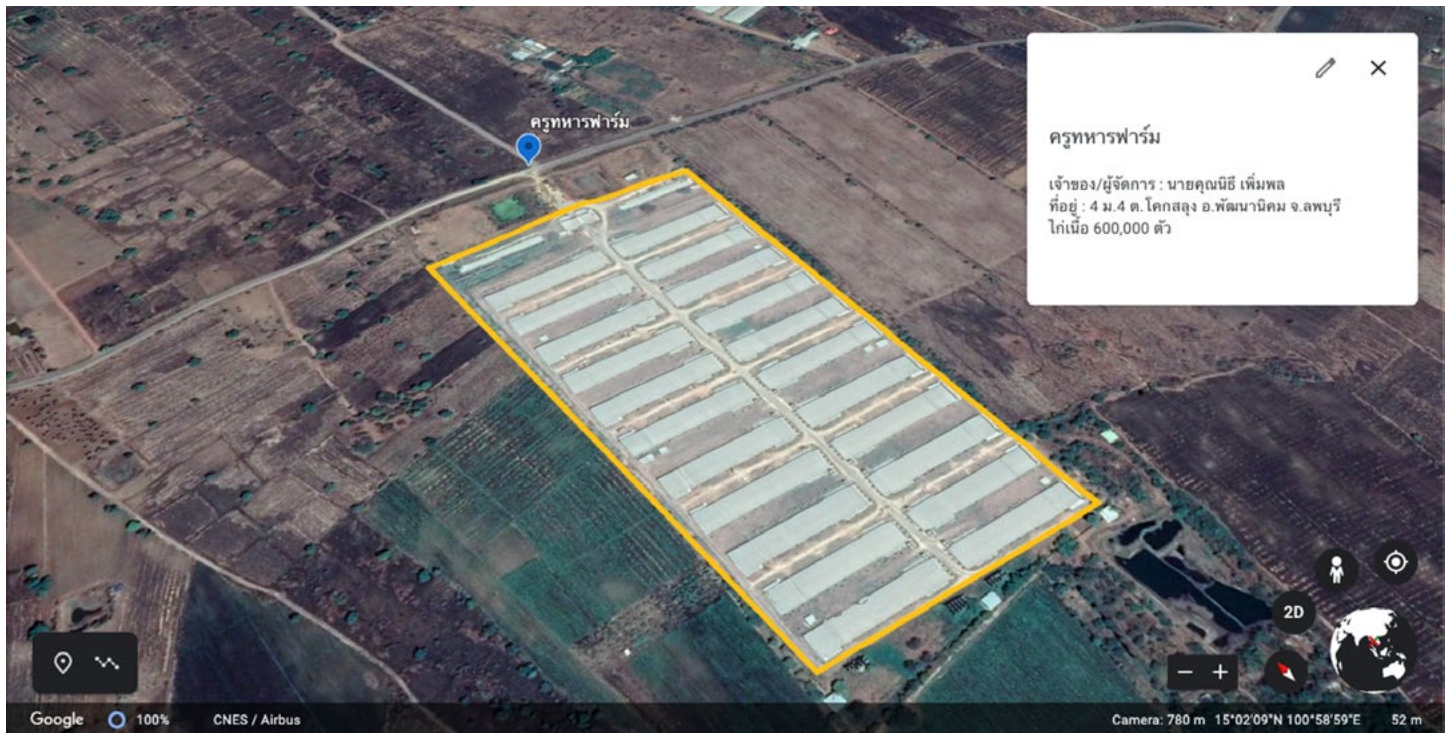 ครูทหารฟาร์ม
ครูทหารฟาร์ม
เจ้าของ/ผู้จัดการ : นายคุณนิธี เพิ่มพล
ที่อยู่ : 4 ม.4 ต.โคกสลุง อ.พัฒนานิคม จ.ลพบุรี
ไก่เนื้อ 600,000 ตัว
2D
Google 100% CNES / Airbus Camera: 780 m 15°02'09"N 100°58'59"E 52 m